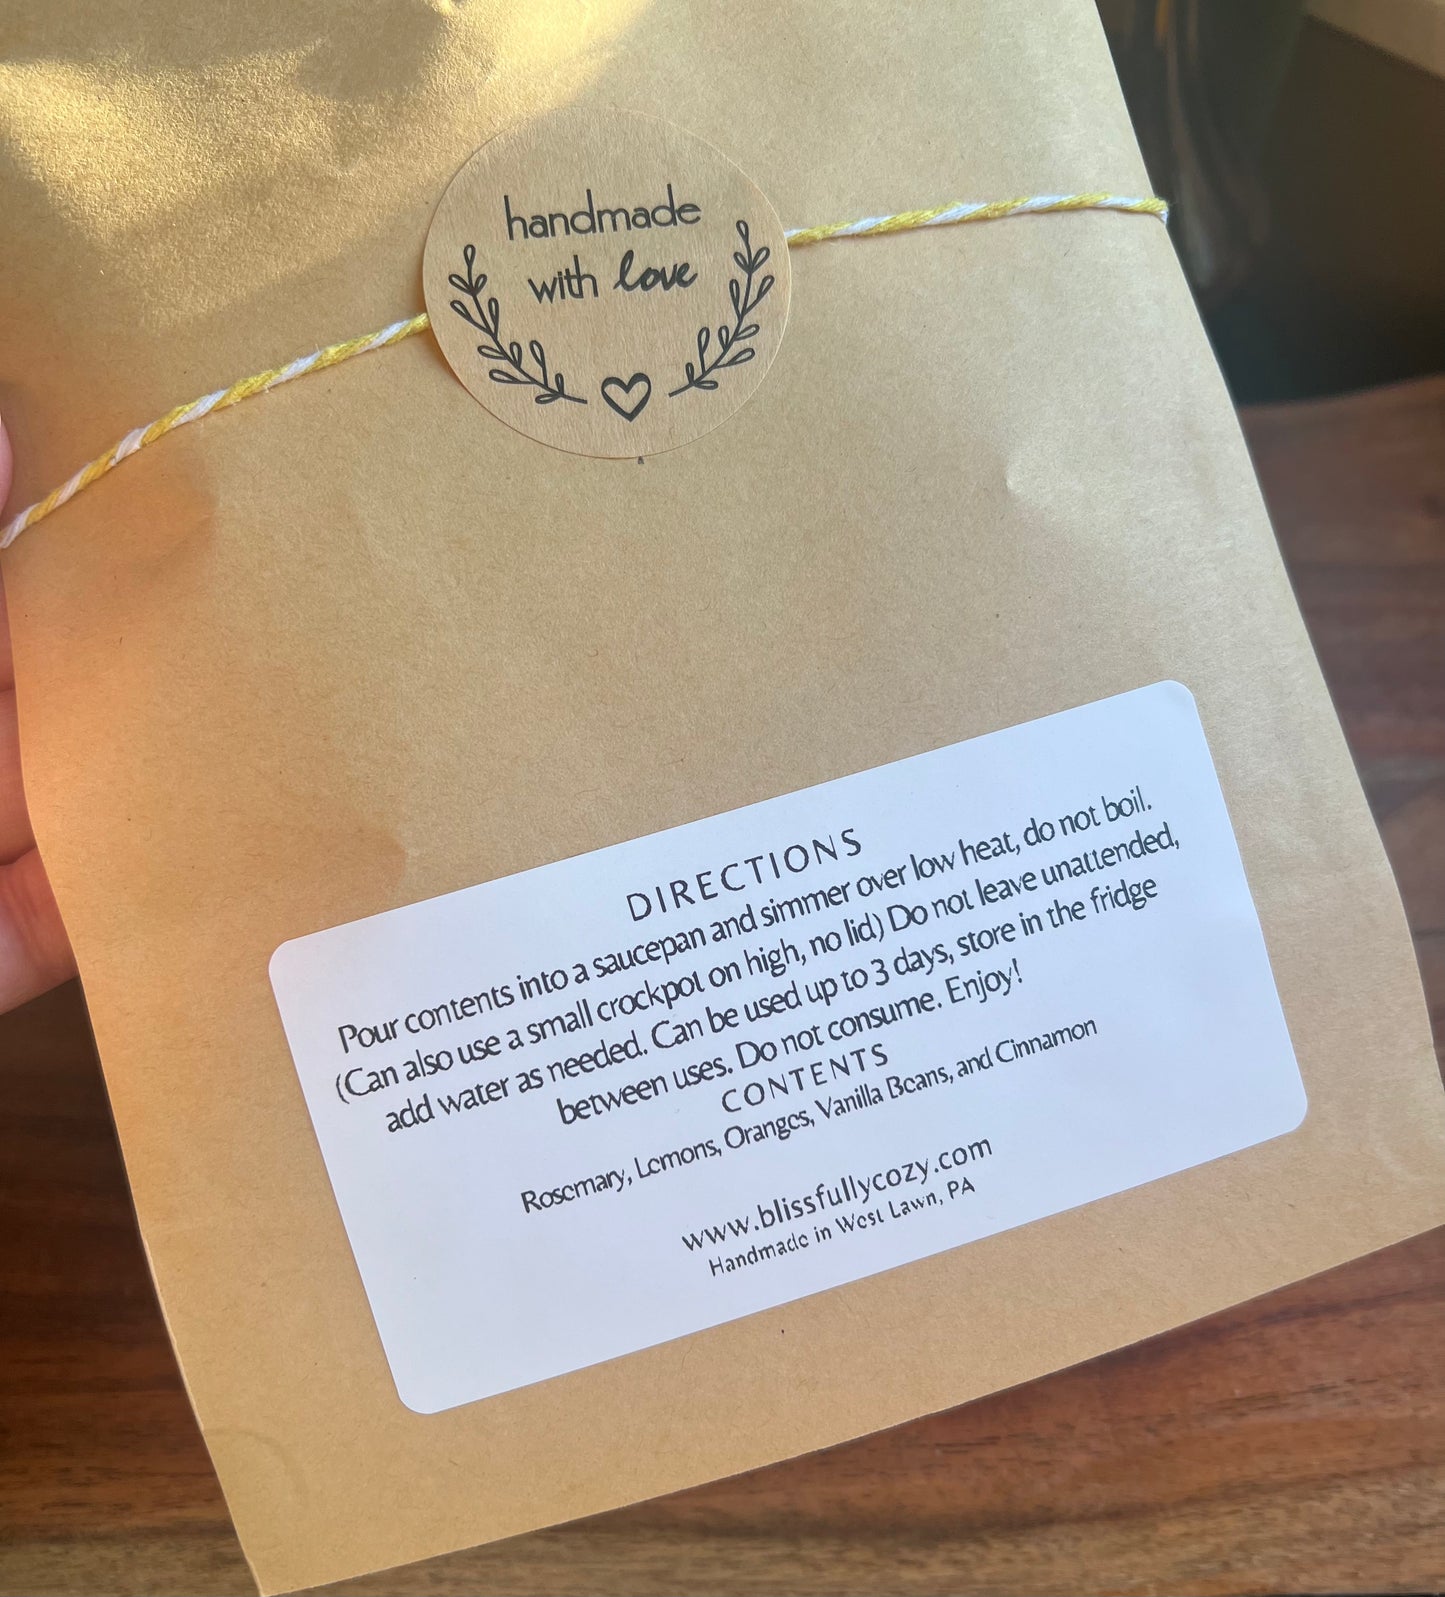 handmade
with love
DIRECTIONS
Pour contents into a saucepan and simmer over low heat, do not boil.
(Can also use a small crockpot on high, no lid.) Do not leave unattended,
add water as needed. Can be used up to 3 days, store in the fridge
between uses. Do not consume. Enjoy!
CONTENTS
Rosemary, Lemons, Oranges, Vanilla Beans, and Cinnamon
www.blissfullycozy.com
Handmade in West Lawn, PA